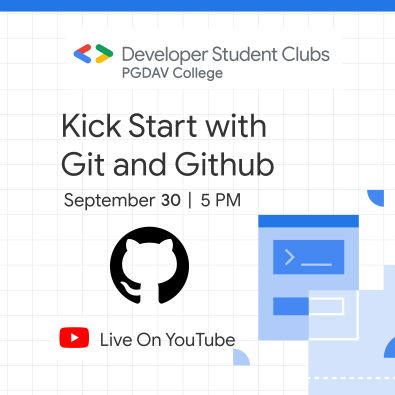 Developer Student Clubs
PGDAV College
Kick Start with
Git and Github
September 30 | 5 PM
Live On YouTube